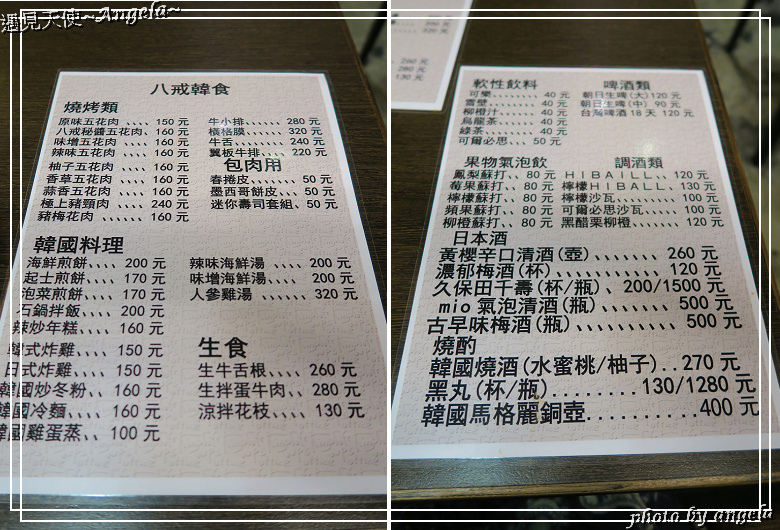 遇見天使~Angela~
八戒韓食
燒烤類
原味五花肉、、、150 元
八戒秘醬五花肉、160 元
味增五花肉、、、160 元
辣味五花肉、、、160 元
柚子五花肉、、、、160 元
香草五花肉、、、、160 元
蒜香五花肉、、、、160 元
極上豬頸肉、、、、240 元
豬梅花肉、、、、160 元
牛小排、、、、280 元
橫格膜、、、、320 元
牛舌、、、、、240 元
翼板牛排、、、220 元
包肉用
春捲皮、、、、、50 元
墨西哥餅皮、、50 元
迷你壽司套組、50 元
韓國料理
海鮮煎餅、、、、200 元
起士煎餅、、、、170 元
泡菜煎餅、、、、170 元
石鍋拌飯、、、、200 元
辣炒年糕、、、、160 元
韓式炸雞、、、、150 元
日式炸雞、、、、150 元
韓國炒冬粉、、160 元
韓國冷麵、、、、160 元
韓國雞蛋蒸、、100 元
辣味海鮮湯 、、、、、200 元
味增海鮮湯、、、、200 元
人參雞湯 、、、、、、320 元
生食
生牛舌根、、、、260 元
生拌蛋牛肉、、280 元
涼拌花枝、、、、130 元
260 元
280 元
130 元
軟性飲料
可樂、、、、、、、40 元
雪壁、、、、、、、40 元
柳橙汁、、、、、40 元
烏龍茶、、、、、40 元
綠茶、、、、、、、40 元
可爾必思、、、、50 元
啤酒類
朝日生啤(大)120 元
朝日生啤(中) 90 元
台灣啤酒 18 天 120 元
果物氣泡飲
鳳梨蘇打、、80 元
莓果蘇打、、80 元
檸檬蘇打、、80 元
蘋果蘇打、、80 元
柳橙蘇打、、80 元
調酒類
HIBAILL、、120 元
檸檬HIBALL、130 元
檸檬沙瓦、、、、、、100 元
可爾必思沙瓦、、、、100 元
黑醋栗柳橙、、、、、120 元
日本酒
黃櫻辛口清酒(壺)、、、、、、260 元
濃郁梅酒(杯)、、、、、、、、、、120 元
久保田千壽(杯/瓶)、200/1500 元
mio 氣泡清酒(瓶)、、、、、、500 元
古早味梅酒(瓶)、、、、、、、、500 元
燒酌
韓國燒酒(水蜜桃/柚子)..270 元
黑丸(杯/瓶)........130/1280 元
韓國馬格麗銅壺..........400 元
photo by angela